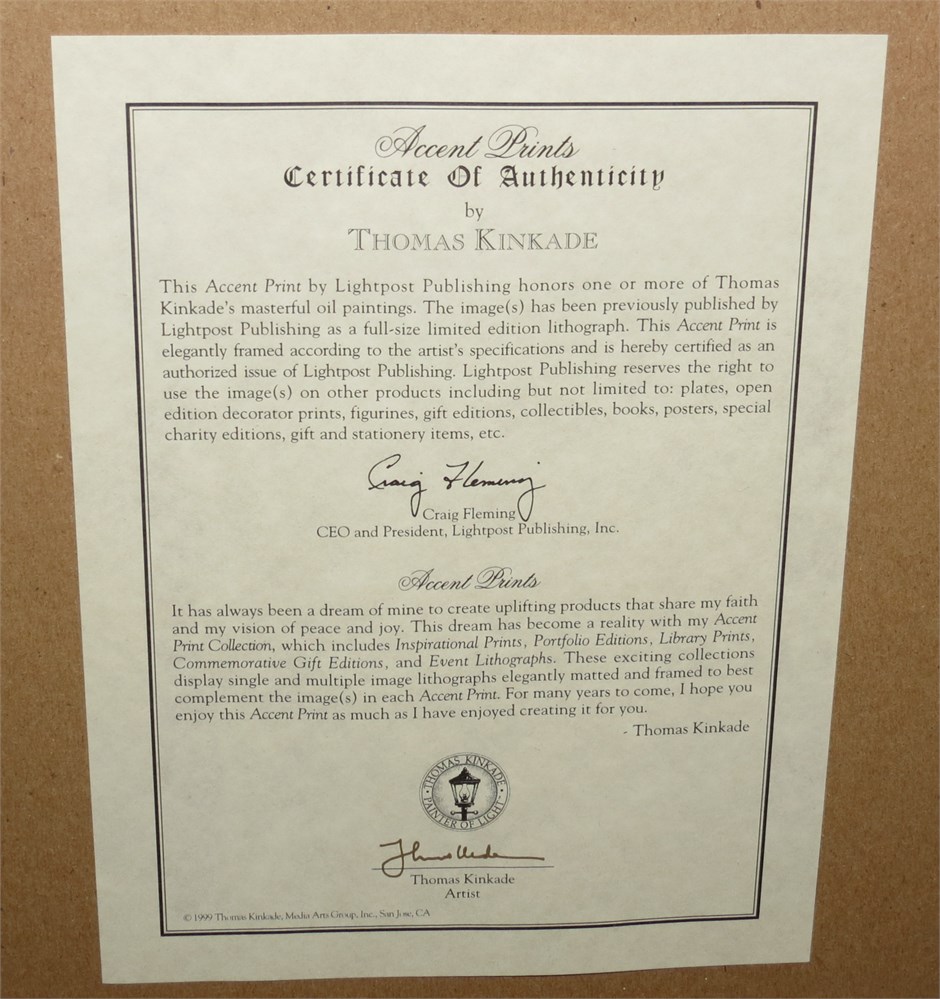 Accent Prints
Certificate Of Authenticity
by
THOMAS KINKADE
This Accent Print by Lightpost Publishing honors one or more of Thomas
Kinkade's masterful oil paintings. The image(s) has been previously published by
Lightpost Publishing as a full-size limited edition lithograph. This Accent Print is
elegantly framed according to the artist's specifications and is hereby certified as an
authorized issue of Lightpost Publishing. Lightpost Publishing reserves the right to
use the image(s) on other products including but not limited to: plates, open
edition decorator prints, figurines, gift editions, collectibles, books, posters, special
charity editions, gift and stationery items, etc.
Craig Fleming
Craig Fleming
CEO and President, Lightpost Publishing, Inc.
Accent Prints
It has always been a dream of mine to create uplifting products that share my faith
and my vision of peace and joy. This dream has become a reality with my Accent
Print Collection, which includes Inspirational Prints, Portfolio Editions, Library Prints,
Commemorative Gift Editions, and Event Lithographs. These exciting collections
display single and multiple image lithographs elegantly matted and framed to best
complement the image(s) in each Accent Print. For many years to come, I hope you
enjoy this Accent Print as much as I have enjoyed creating it for you.
- Thomas Kinkade
THOMAS KINKADE
PAINTER OF LIGHT
Thomas Kinkade
Artist
© 1999 Thomas Kinkade, Media Arts Group, Inc., San Jose, CA